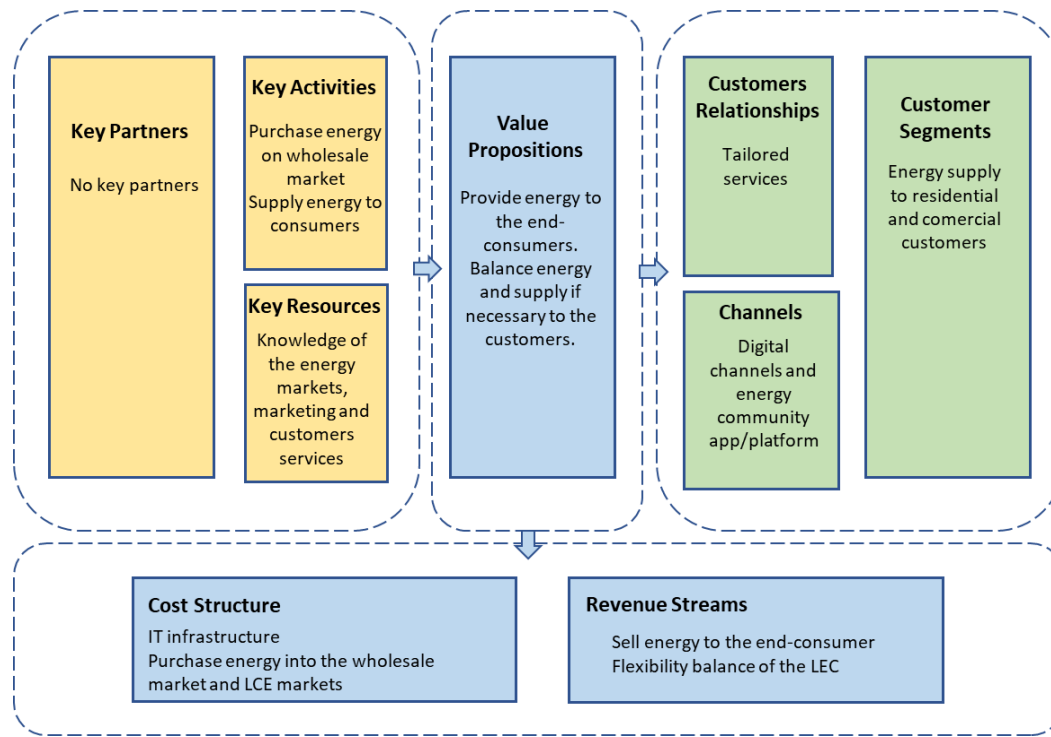 Key Partners
No key partners
Key Activities
Purchase energy
on wholesale
market
Supply energy to
consumers
Key Resources
Knowledge of
the energy
markets,
marketing and
customers
services
Value
Propositions
Provide energy to
the end-
consumers.
Balance energy
and supply if
necessary to the
customers.
Customers
Relationships
Tailored
services
Channels
Digital
channels and
energy
community
app/platform
Customer
Segments
Energy supply
to residential
and comercial
customers
Cost Structure
IT infrastructure
Purchase energy into the wholesale
market and LCE markets
Revenue Streams
Sell energy to the end-consumer
Flexibility balance of the LEC